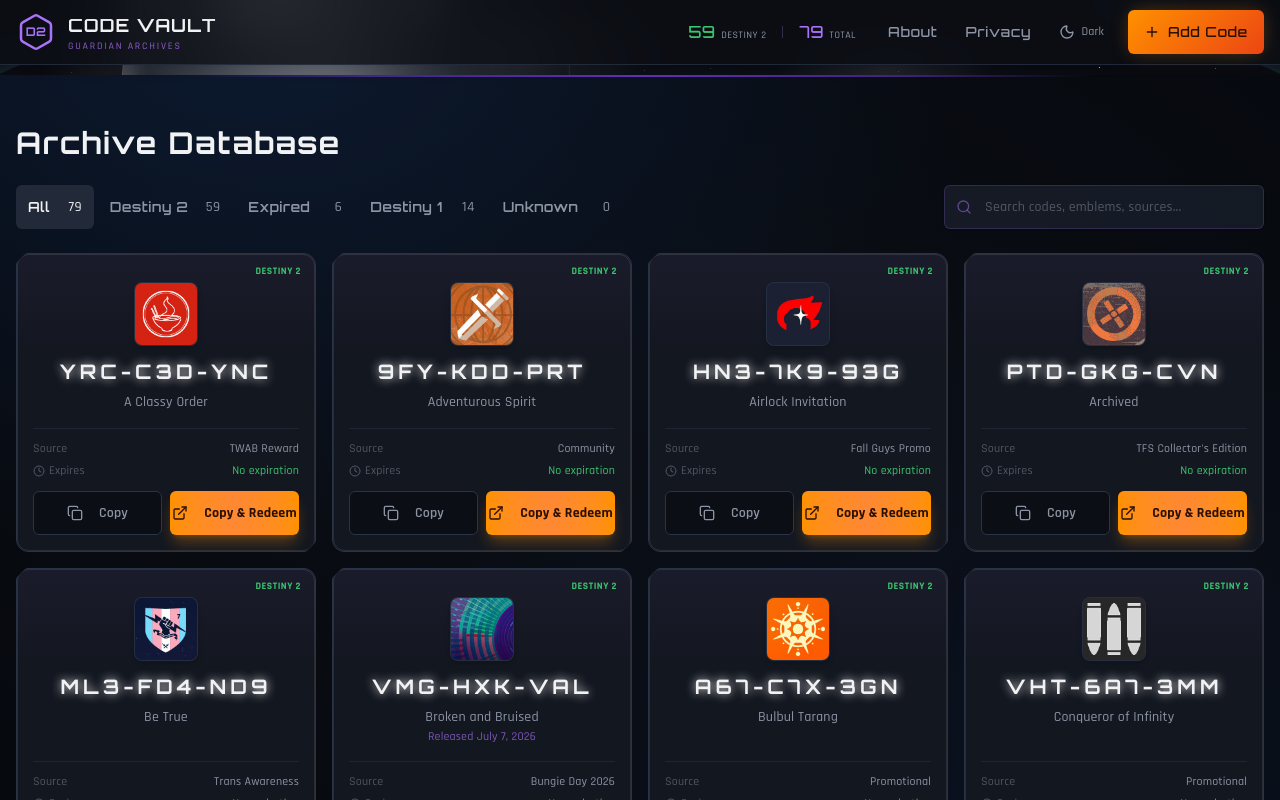 D2
CODE VAULT
GUARDIAN ARCHIVES
59 DESTINY 2
79 TOTAL
About
Privacy
Dark
+ Add Code
Archive Database
All 79
Destiny 2 59
Expired 6
Destiny 1 14
Unknown 0
Search codes, emblems, sources...
DESTINY 2
YRC-C3D-YNC
A Classy Order
Source TWAB Reward
Expires No expiration
Copy
Copy & Redeem
DESTINY 2
9FY-KDD-PRT
Adventurous Spirit
Source Community
Expires No expiration
Copy
Copy & Redeem
DESTINY 2
HN3-7K9-93G
Airlock Invitation
Source Fall Guys Promo
Expires No expiration
Copy
Copy & Redeem
DESTINY 2
PTD-GKG-CVN
Archived
Source TFS Collector's Edition
Expires No expiration
Copy
Copy & Redeem
DESTINY 2
7
ML3-FD4-ND9
Be True
Source Trans Awareness
DESTINY 2
VMG-HXK-VAL
Broken and Bruised
Released July 7, 2026
Source Bungie Day 2026
DESTINY 2
A67-C7X-3GN
Bulbul Tarang
Source Promotional
DESTINY 2
VHT-6A7-3MM
Conqueror of Infinity
Source Promotional